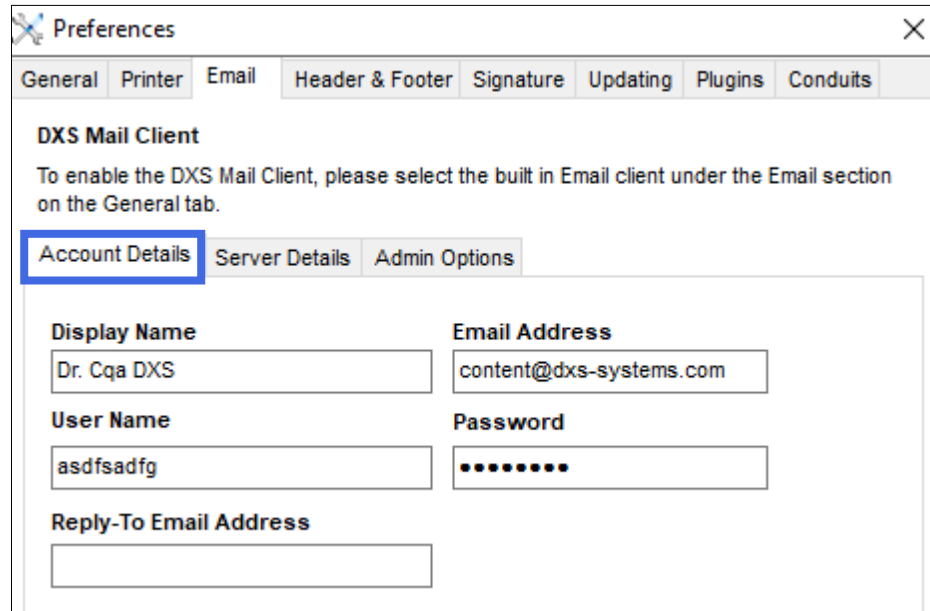 Preferences
General Printer Email Header & Footer Signature Updating Plugins Conduits
DXS Mail Client
To enable the DXS Mail Client, please select the built in Email client under the Email section
on the General tab.
Account Details Server Details Admin Options
Display Name Email Address
Dr. Cqa DXS content@dxs-systems.com
User Name Password
asdfsadfg ●●●●●●●●
Reply-To Email Address